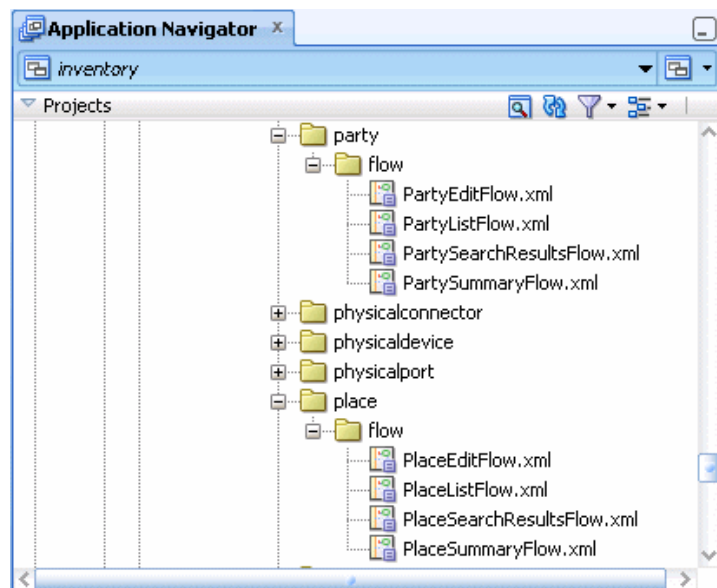 Application Navigator
inventory
Projects
party
flow
PartyEditFlow.xml
PartyListFlow.xml
PartySearchResultsFlow.xml
PartySummaryFlow.xml
physicalconnector
physicaldevice
physicalport
place
flow
PlaceEditFlow.xml
PlaceListFlow.xml
PlaceSearchResultsFlow.xml
PlaceSummaryFlow.xml